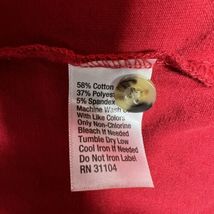 58% Cotton
37% Polyest
5% Spandex
Machine Wash
With Like Colors
Only Non-Chlorine
Bleach If Needed
Tumble Dry Low
Cool Iron If Needed
Do Not Iron Label
RN 31104